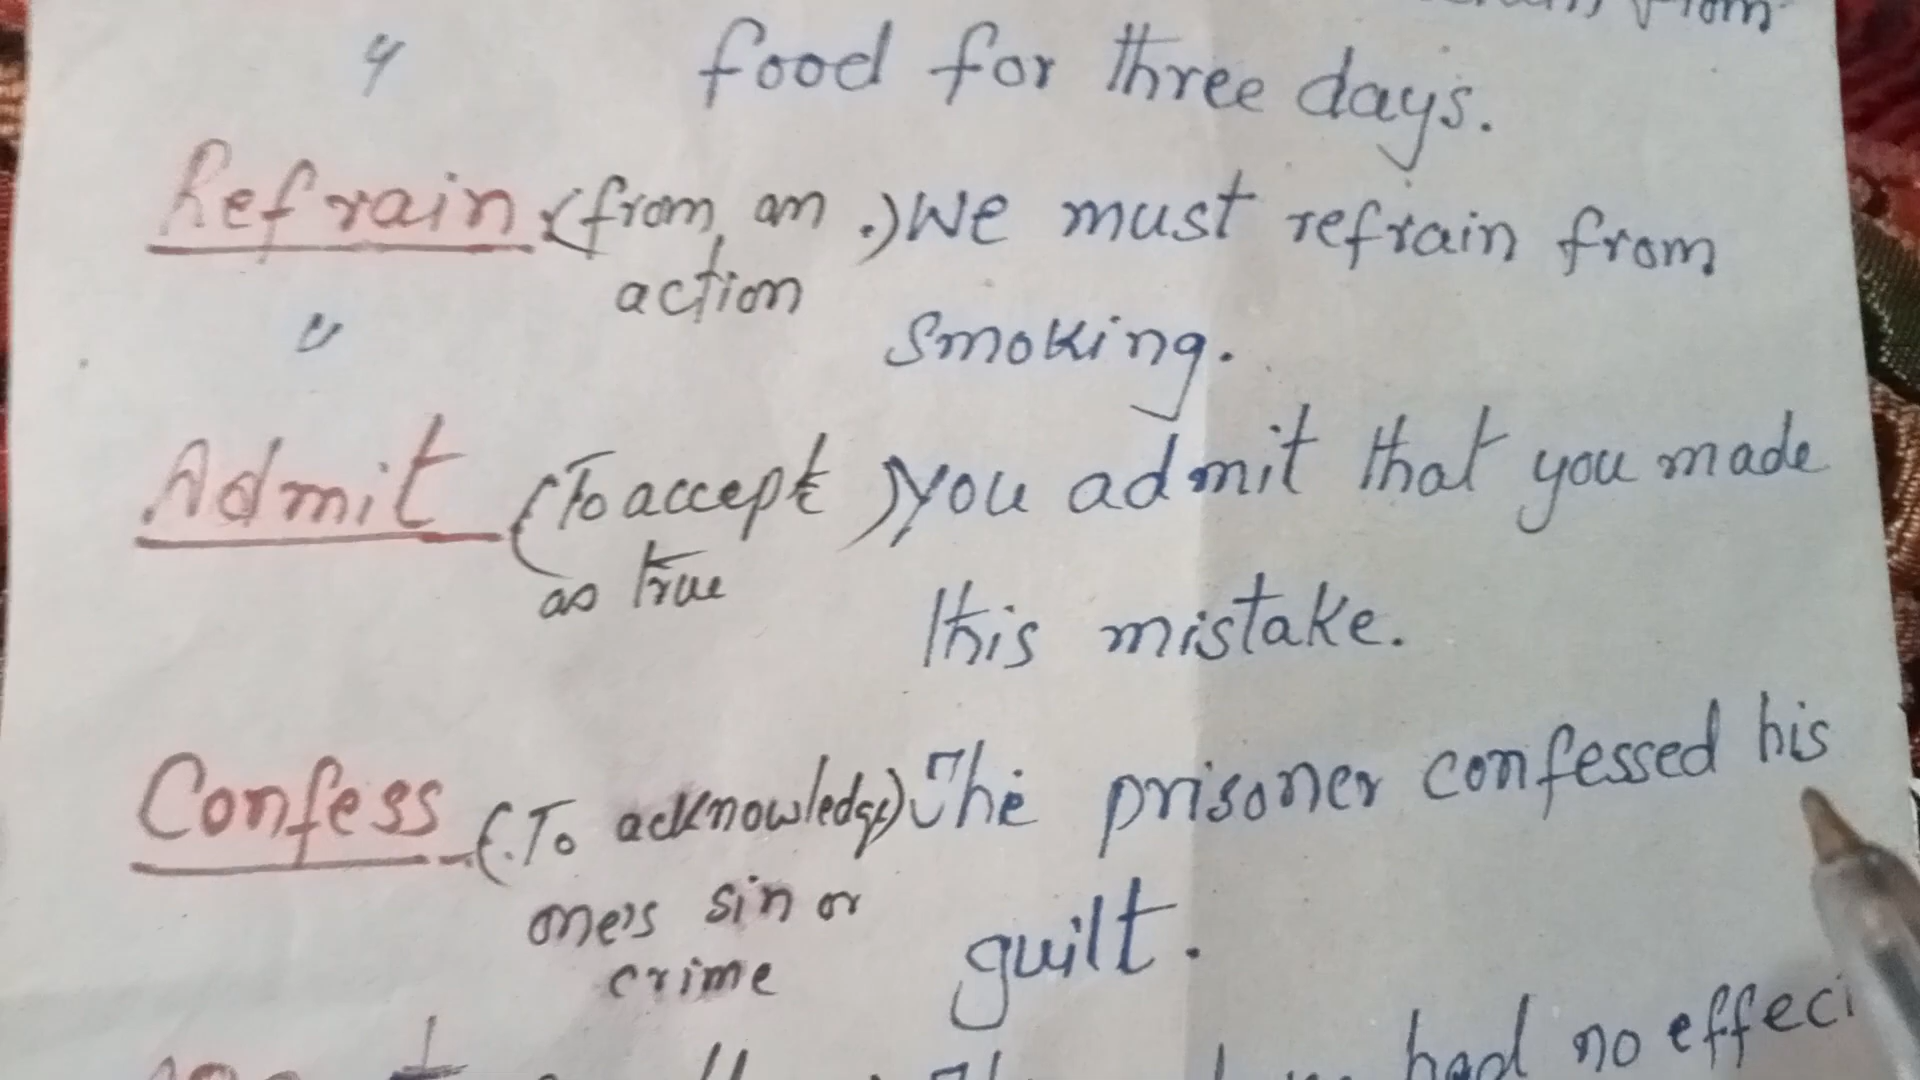 from
" food for three days.
Refrain (from an .) We must refrain from
action
" smoking.
Admit (To accept ) you admit that you made
as true
this mistake.
Confess (.To acknowledge) The prisoner confessed his
one's sin or
crime guilt.
had no effect